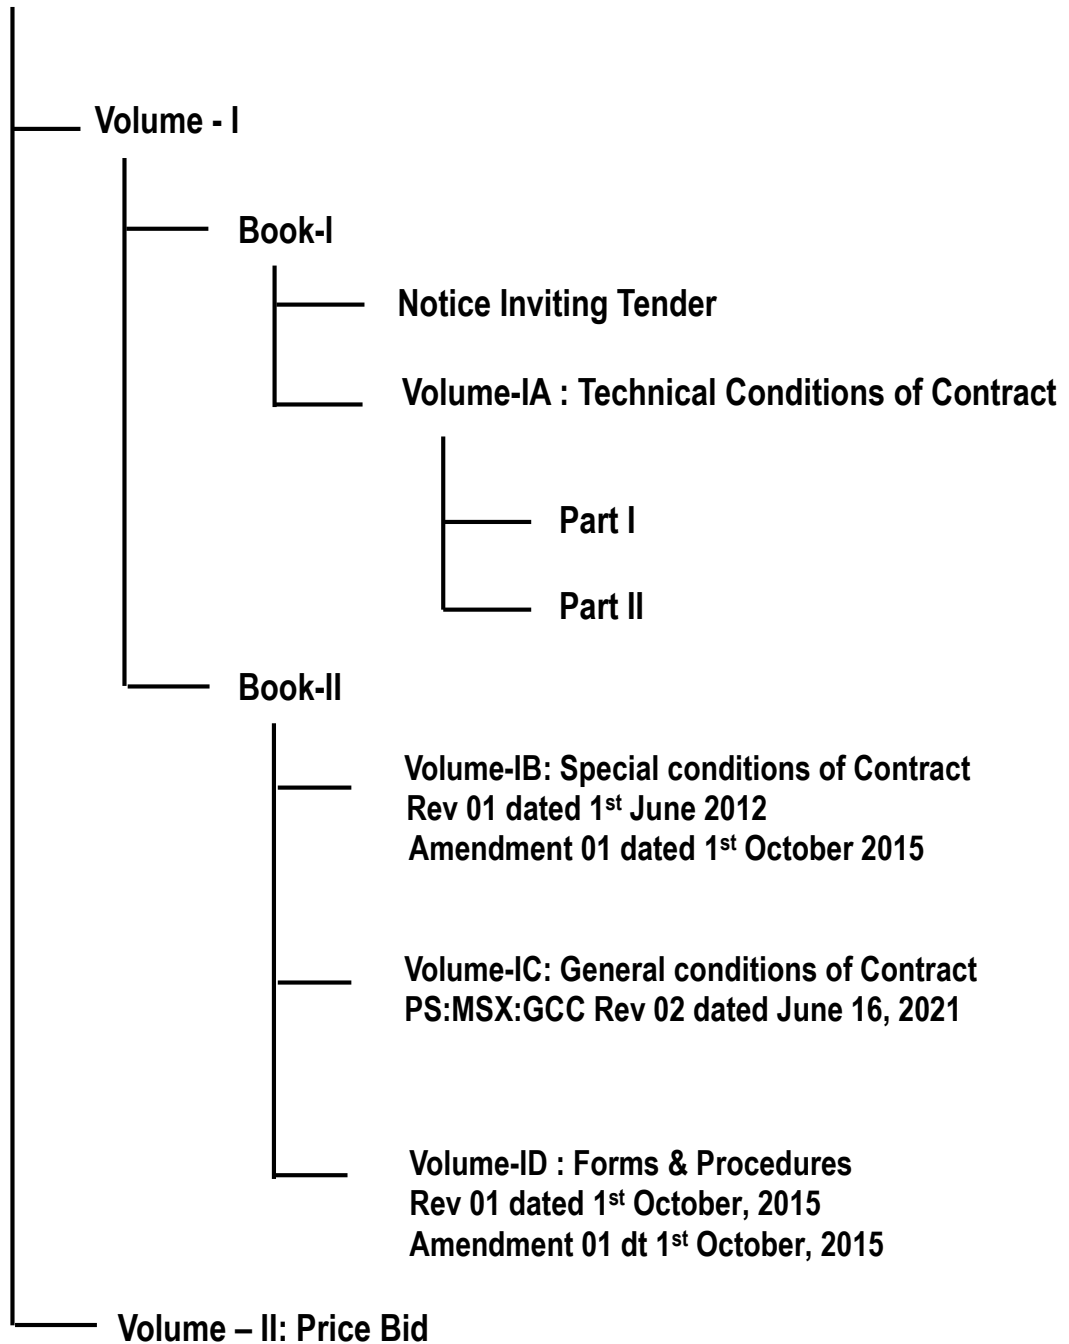 Volume - I
Book-I
Notice Inviting Tender
Volume-IA : Technical Conditions of Contract
Part I
Part II
Book-II
Volume-IB: Special conditions of Contract
Rev 01 dated 1st June 2012
Amendment 01 dated 1st October 2015
Volume-IC: General conditions of Contract
PS:MSX:GCC Rev 02 dated June 16, 2021
Volume-ID : Forms & Procedures
Rev 01 dated 1st October, 2015
Amendment 01 dt 1st October, 2015
Volume – II: Price Bid